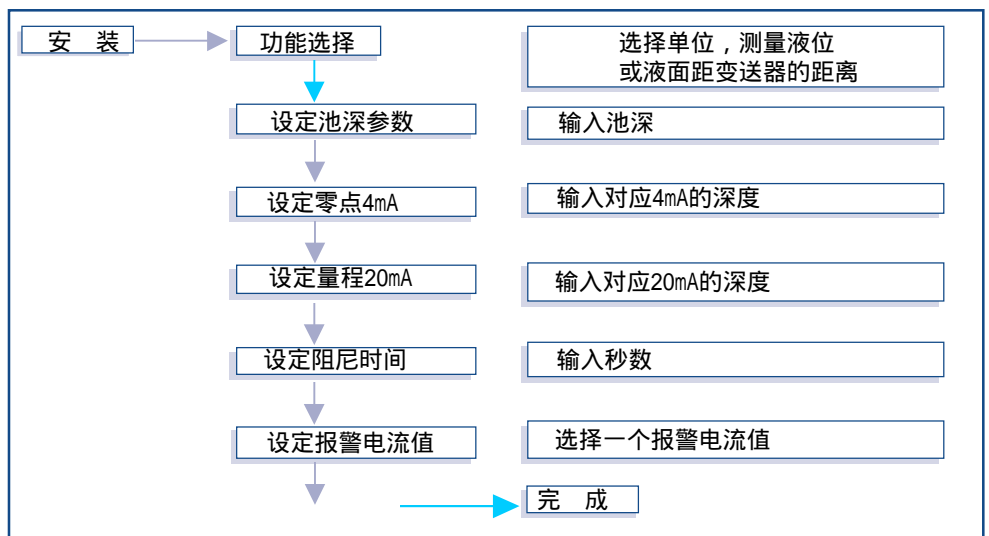 安 装
功能选择
选择单位，测量液位
或液面距变送器的距离
设定池深参数
输入池深
设定零点4mA
输入对应4mA的深度
设定量程20mA
输入对应20mA的深度
设定阻尼时间
输入秒数
设定报警电流值
选择一个报警电流值
完 成